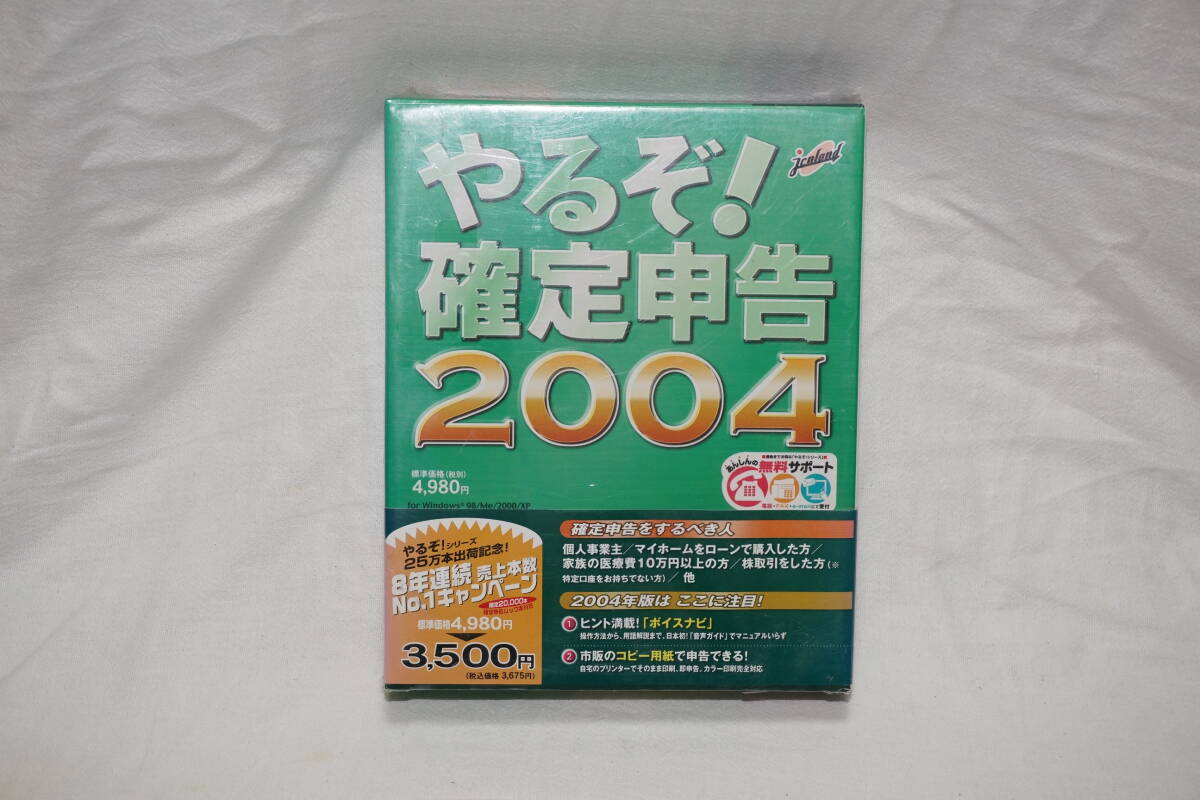 やるぞ!
jcnland
確定申告
2004
標準価格(税別)
4,980円
for Windows® 98/Me/2000/XP
あんしんの
無料サポート
やるぞ!シリーズ
25万本出荷記念!
8年連続 売上本数
No.1キャンペーン
限定20,000本
標準価格4,980円
3,500円
(税込価格 3,675円)
確定申告をするべき人
個人事業主/マイホームをローンで購入した方/
家族の医療費10万円以上の方/株取引をした方(※
特定口座をお持ちでない方)/ 他
2004年版は ここに注目!
1 ヒント満載!「ボイスナビ」
操作方法から、用語解説まで、日本初!「音声ガイド」でマニュアルいらず
2 市販のコピー用紙で申告できる!
自宅のプリンターでそのまま印刷、即申告。カラー印刷完全対応